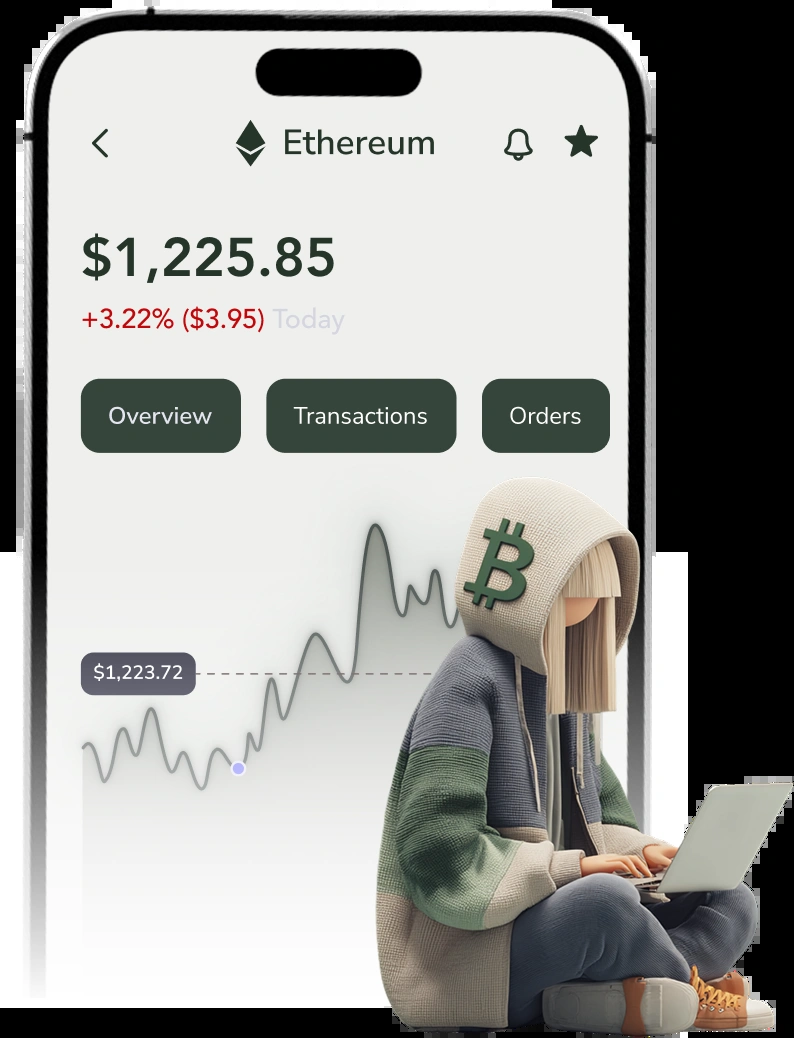 Ethereum
$1,225.85
+3.22% ($3.95) Today
Overview Transactions Orders
$1,223.72